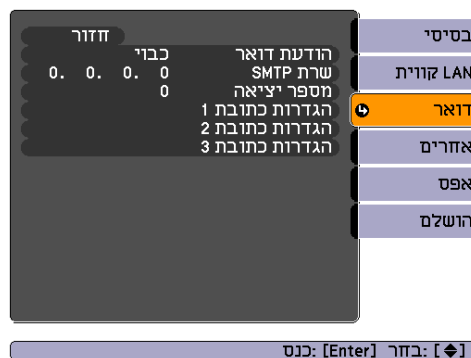 בסיסי
LAN קווית
דואר
אחרים
אפס
הושלם
חזור
הודעת דואר כבוי
שרת SMTP 0. 0. 0. 0
מספר יציאה 0
הגדרות כתובת 1
הגדרות כתובת 2
הגדרות כתובת 3
[ ] :בחר [Enter] :כנס